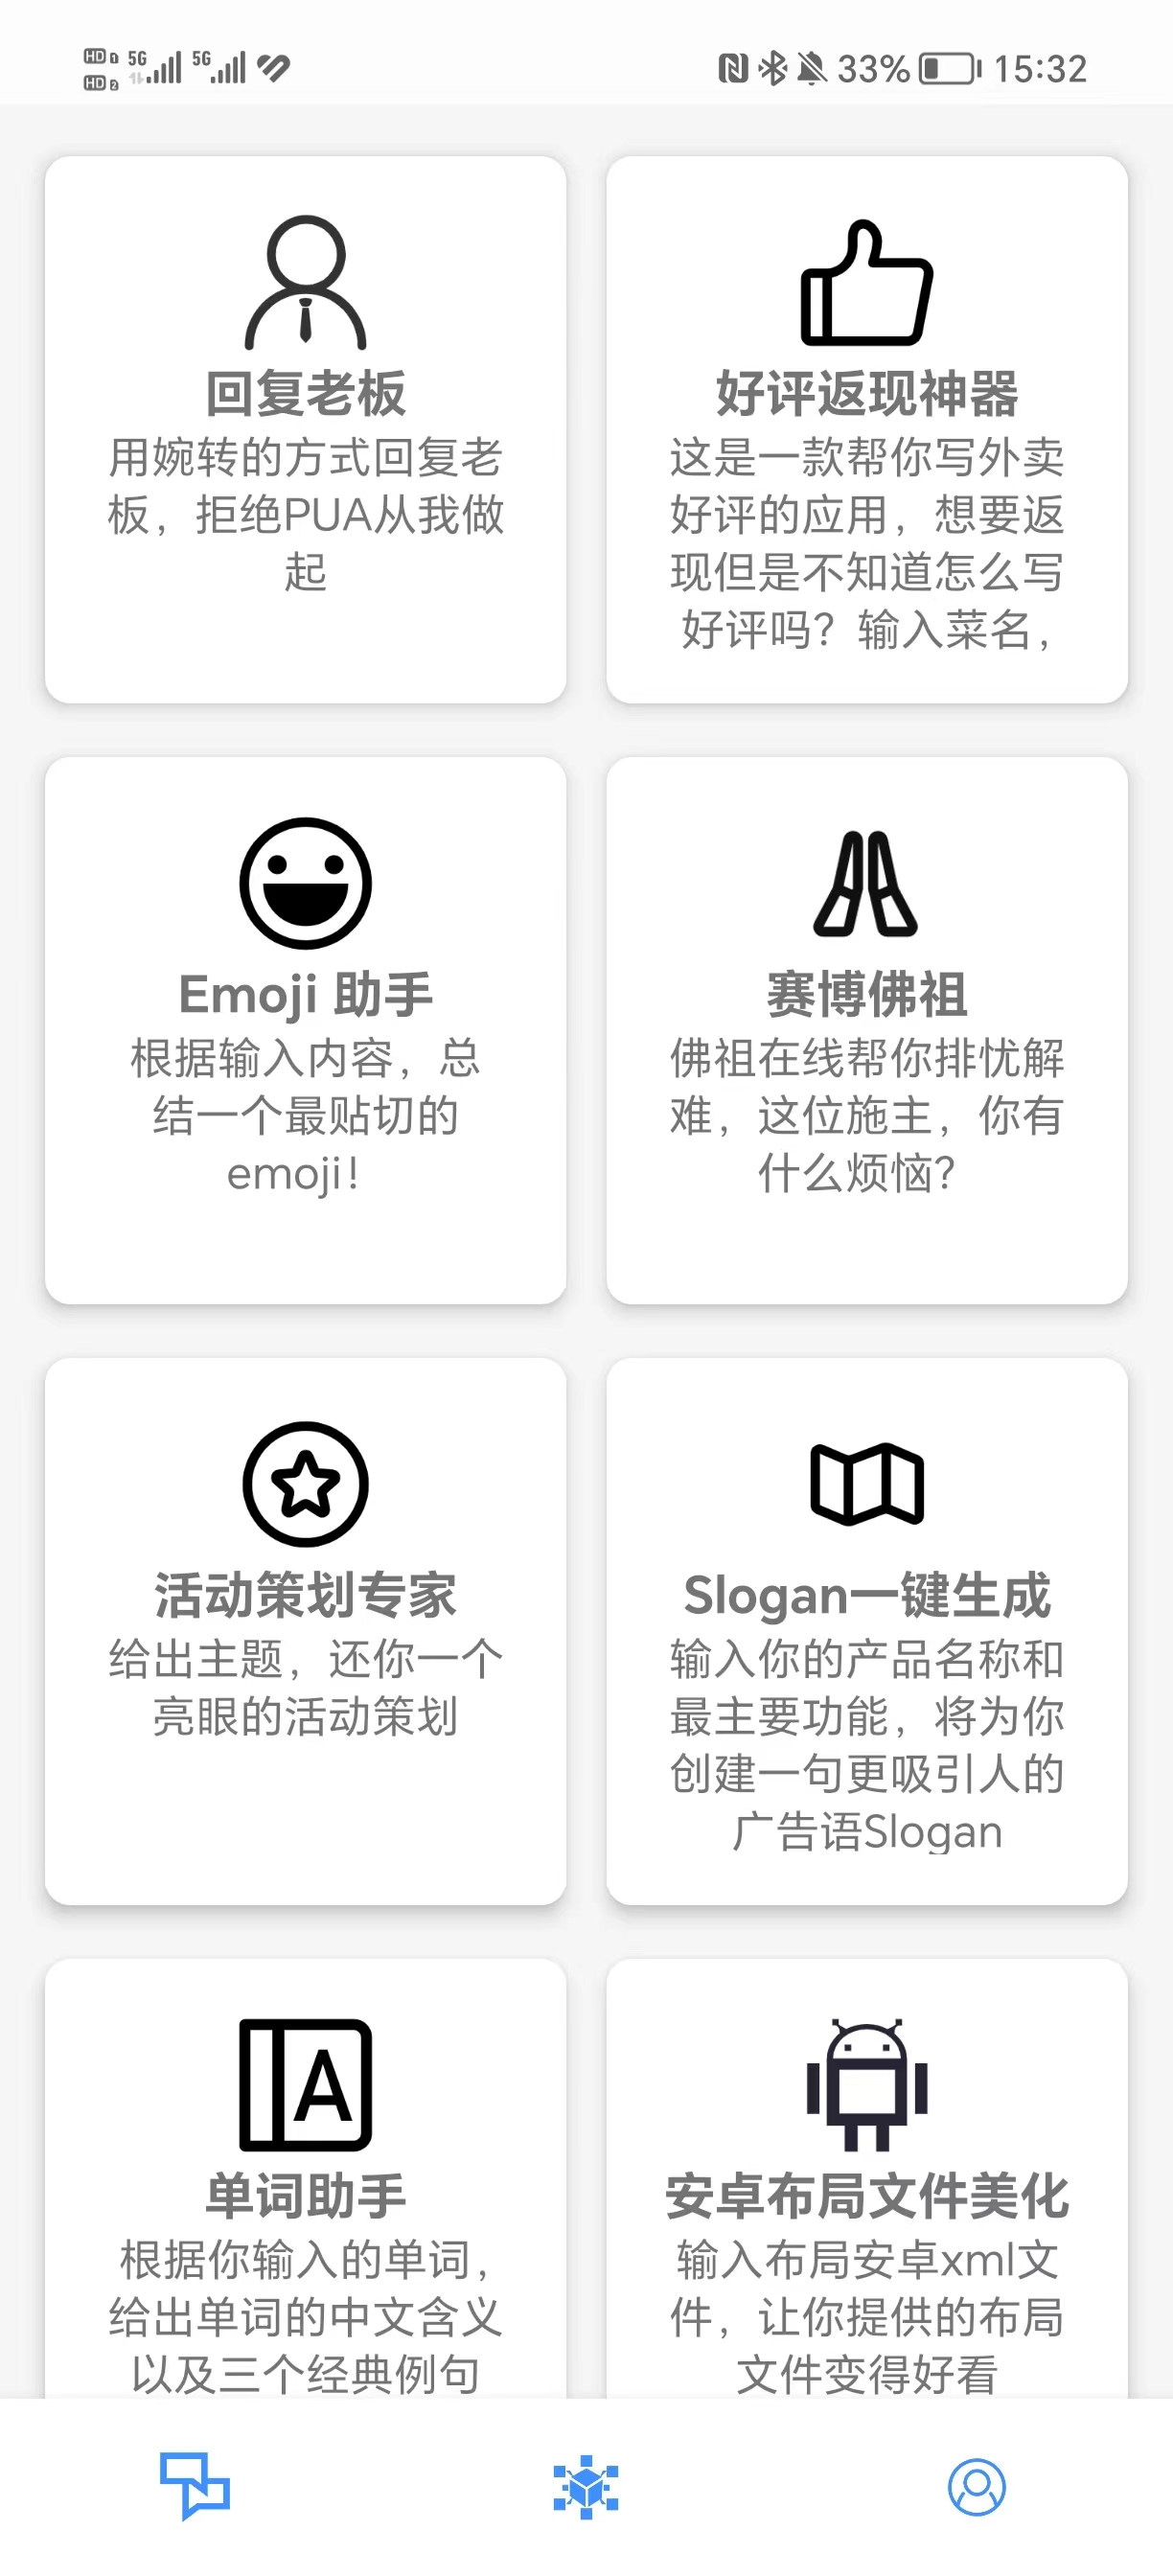 HD 1 5G 5G
HD 2
33% 15:32
回复老板
用婉转的方式回复老
板，拒绝PUA从我做
起
好评返现神器
这是一款帮你写外卖
好评的应用，想要返
现但是不知道怎么写
好评吗？输入菜名，
Emoji 助手
根据输入内容，总
结一个最贴切的
emoji！
赛博佛祖
佛祖在线帮你排忧解
难，这位施主，你有
什么烦恼？
活动策划专家
给出主题，还你一个
亮眼的活动策划
Slogan一键生成
输入你的产品名称和
最主要功能，将为你
创建一句更吸引人的
广告语Slogan
A
单词助手
根据你输入的单词，
给出单词的中文含义
以及三个经典例句
安卓布局文件美化
输入布局安卓xml文
件，让你提供的布局
文件变得好看